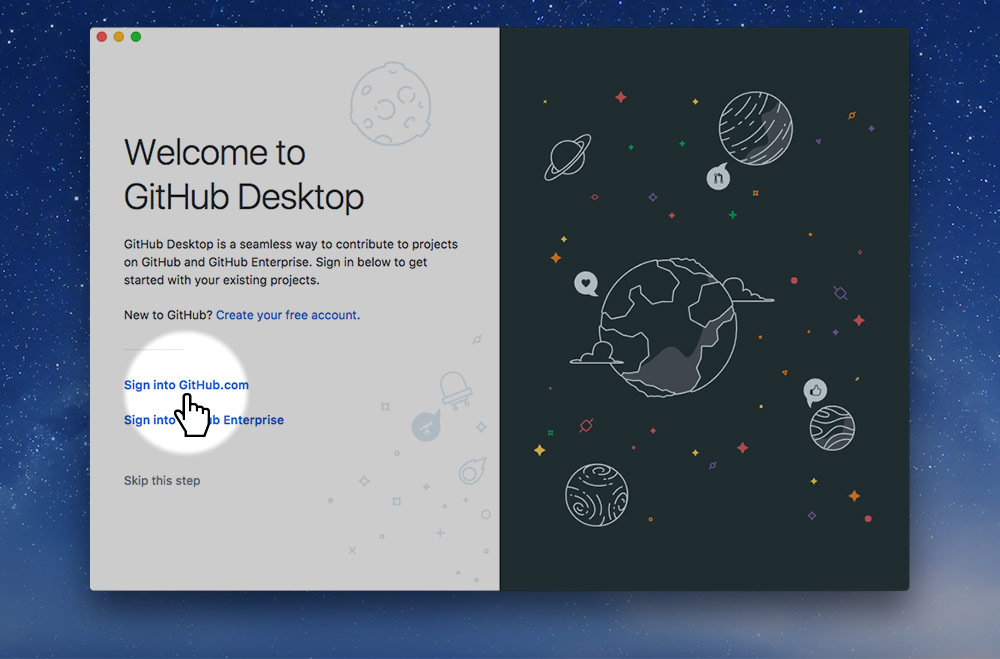 Welcome to
GitHub Desktop
GitHub Desktop is a seamless way to contribute to projects
on GitHub and GitHub Enterprise. Sign in below to get
started with your existing projects.
New to GitHub? Create your free account.
Sign into GitHub.com
Sign into b Enterprise
Skip this step